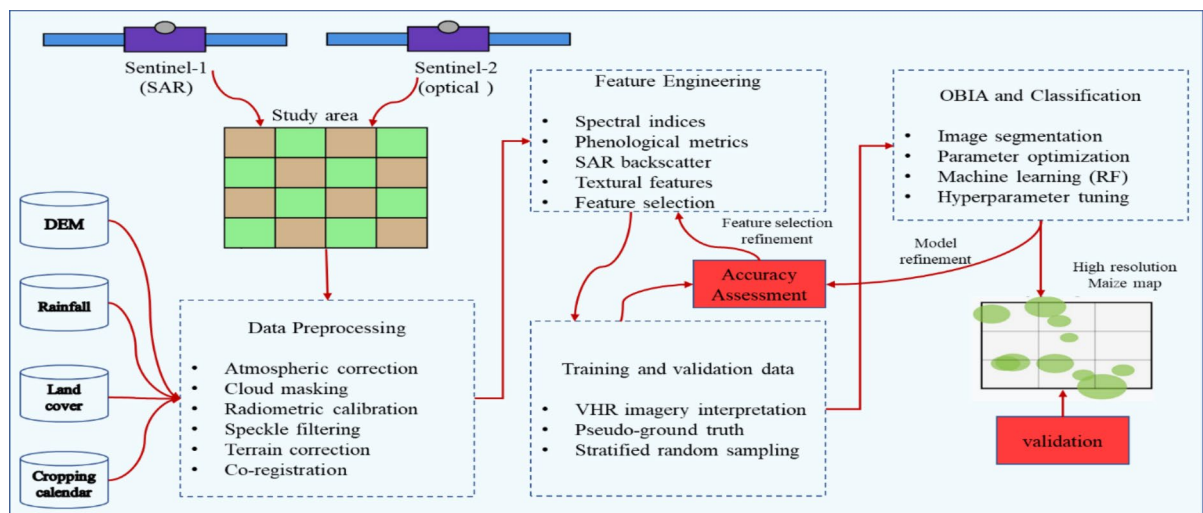 Sentinel-1
(SAR)
Sentinel-2
(optical )
Study area
DEM
Rainfall
Land
cover
Cropping
calendar
Data Preprocessing
• Atmospheric correction
• Cloud masking
• Radiometric calibration
• Speckle filtering
• Terrain correction
• Co-registration
Feature Engineering
• Spectral indices
• Phenological metrics
• SAR backscatter
• Textural features
• Feature selection
Feature selection
refinement
Accuracy
Assessment
Training and validation data
• VHR imagery interpretation
• Pseudo-ground truth
• Stratified random sampling
OBIA and Classification
• Image segmentation
• Parameter optimization
• Machine learning (RF)
• Hyperparameter tuning
Model
refinement
High resolution
Maize map
validation